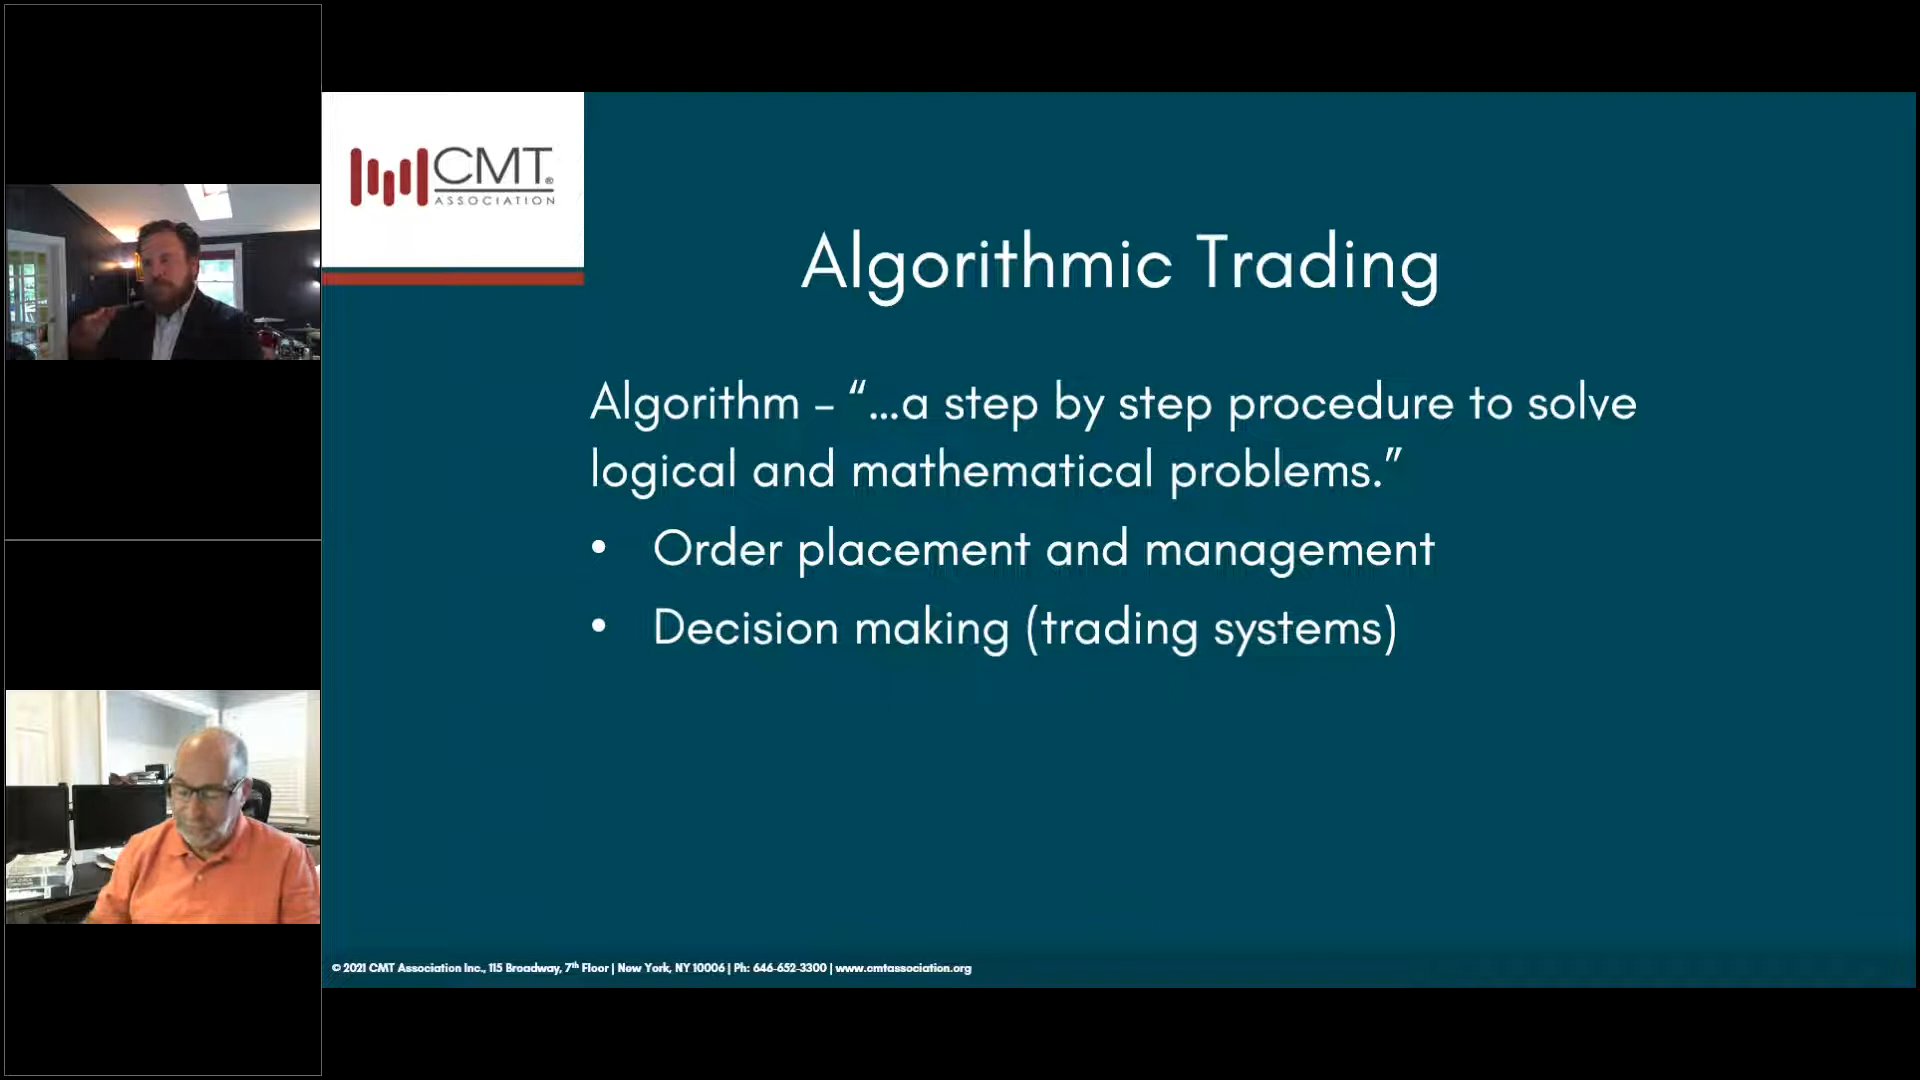 CMT®
ASSOCIATION
Algorithmic Trading
Algorithm – “…a step by step procedure to solve
logical and mathematical problems.”
• Order placement and management
• Decision making (trading systems)
© 2021 CMT Association Inc., 115 Broadway, 7th Floor | New York, NY 10006 | Ph: 646-652-3300 | www.cmtassociation.org